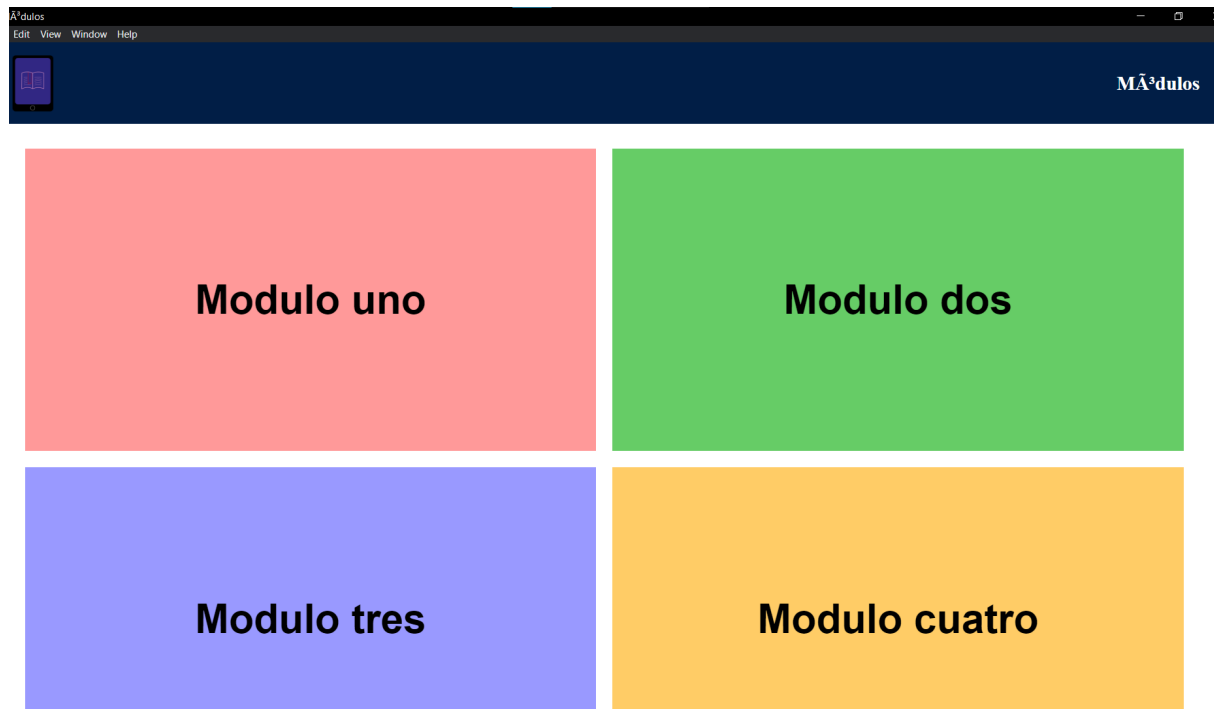 Ã³dulos
Edit View Window Help
MÃ³dulos
Modulo uno
Modulo dos
Modulo tres
Modulo cuatro